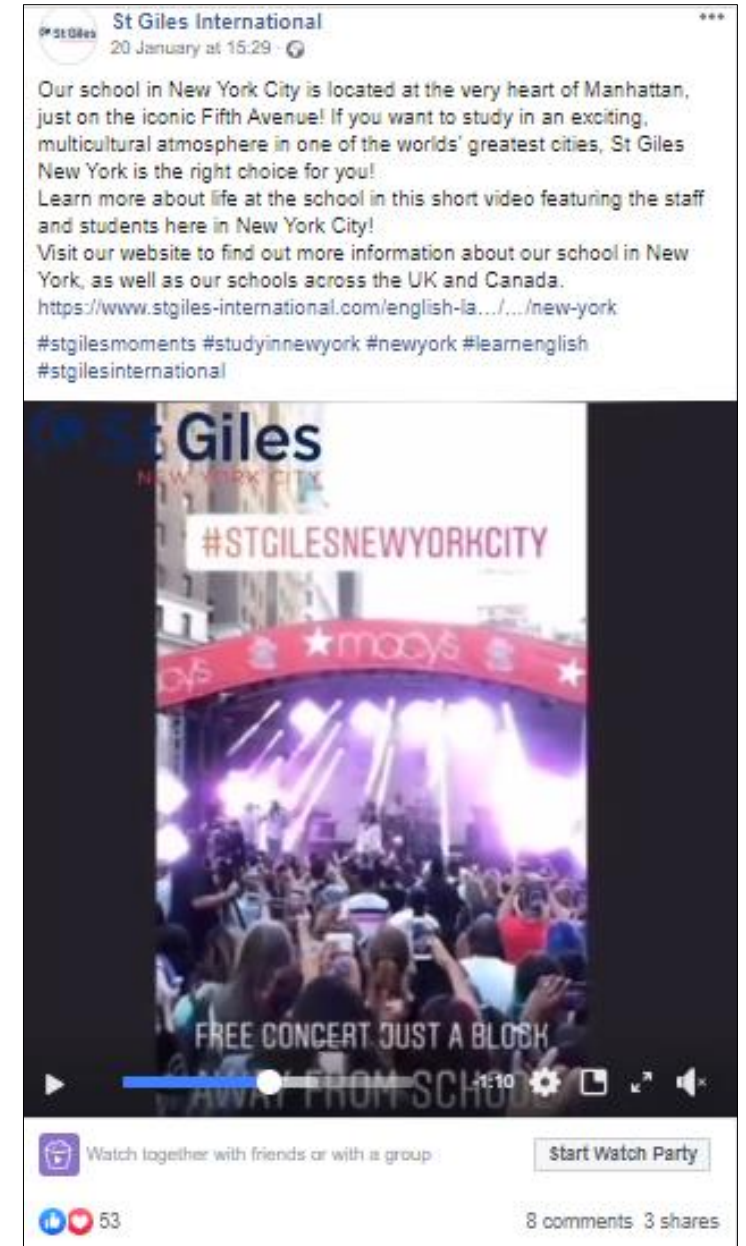 St Giles
St Giles International
20 January at 15:29
Our school in New York City is located at the very heart of Manhattan,
just on the iconic Fifth Avenue! If you want to study in an exciting,
multicultural atmosphere in one of the worlds' greatest cities, St Giles
New York is the right choice for you!
Learn more about life at the school in this short video featuring the staff
and students here in New York City!
Visit our website to find out more information about our school in New
York, as well as our schools across the UK and Canada.
https://www.stgiles-international.com/english-la.../.../new-york
#stgilesmoments #studyinnewyork #newyork #learnenglish
#stgilesinternational
St Giles
NEW YORK CITY
#STGILESNEWYORKCITY
cy's ★macy's ★
FREE CONCERT JUST A BLOCK
AWAY FROM SCHOOL
-1:10
Watch together with friends or with a group
Start Watch Party
53
8 comments 3 shares